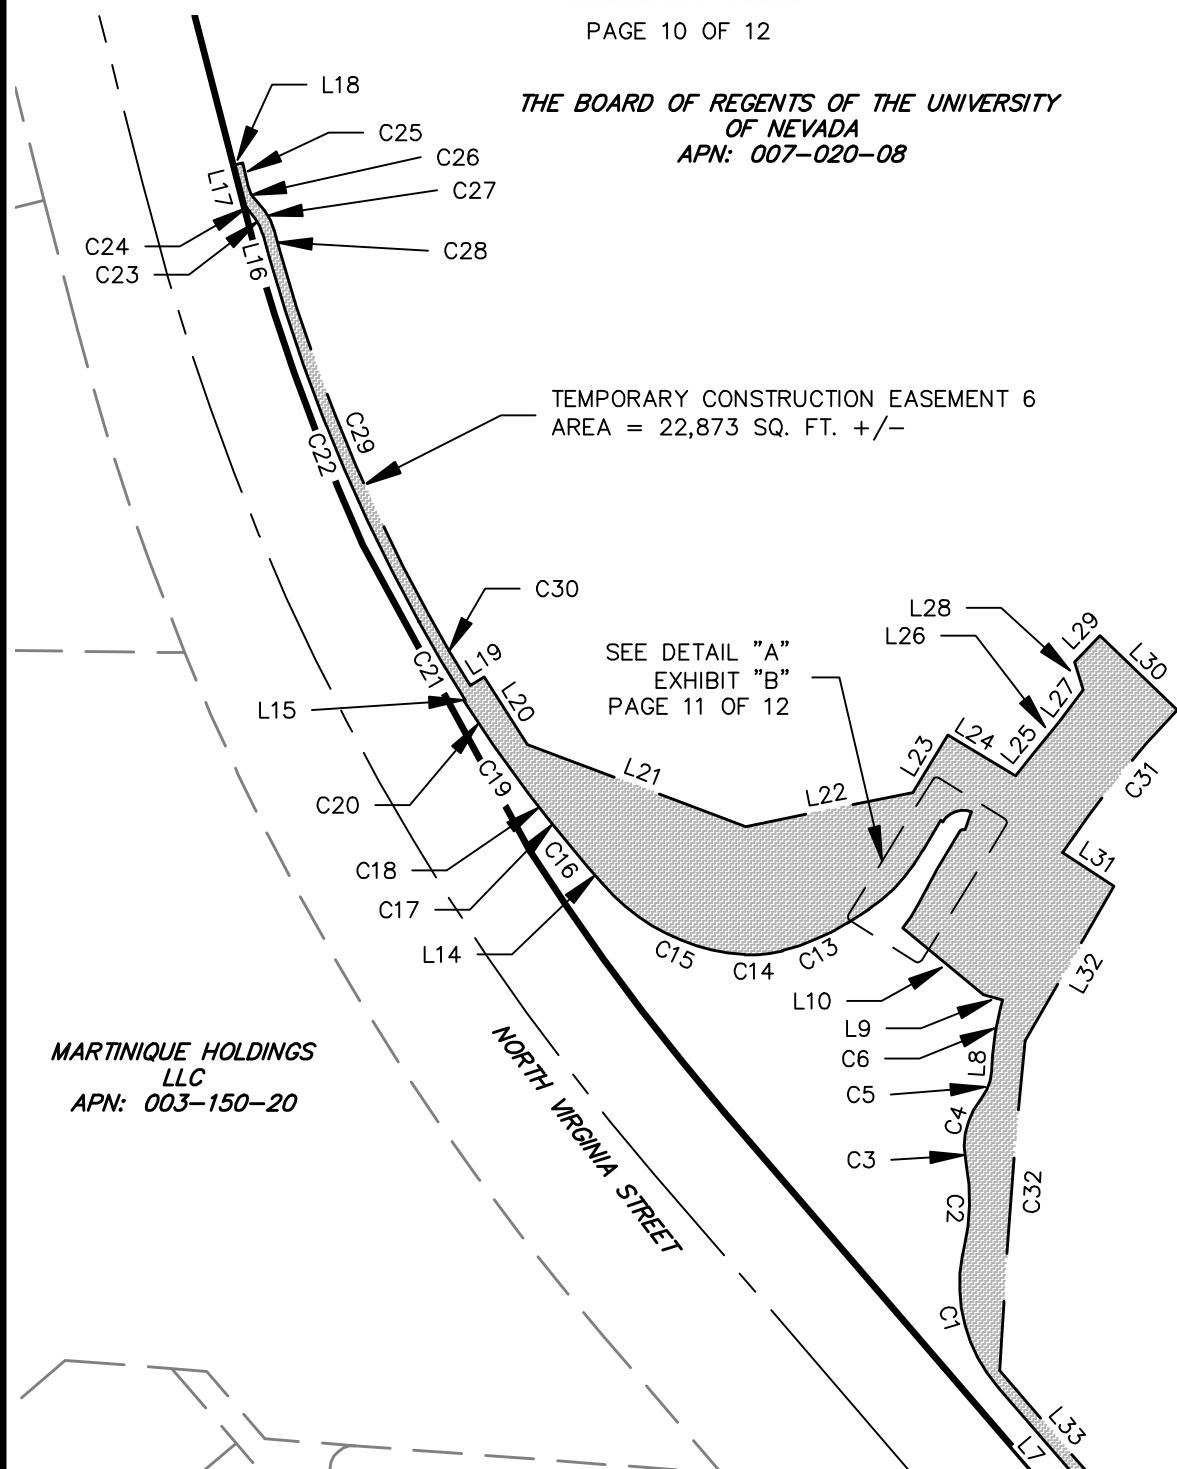 PAGE 10 OF 12
L18
THE BOARD OF REGENTS OF THE UNIVERSITY
OF NEVADA
APN: 007-020-08
C25
C26
C27
L17
C24
C28
C23
L16
TEMPORARY CONSTRUCTION EASEMENT 6
AREA = 22,873 SQ. FT. +/-
C29
C22
C30
L28
L29
L26
SEE DETAIL "A"
EXHIBIT "B"
PAGE 11 OF 12
L19
L30
C21
L27
L15
L20
L24
L25
L23
L21
C19
C31
L22
C20
C18
C16
L31
C17
L14
C15
C14
C13
L32
L10
L9
C6
L8
MARTINIQUE HOLDINGS
LLC
APN: 003-150-20
C5
C4
NORTH VIRGINIA STREET
C3
C2
C32
C1
L33
L7